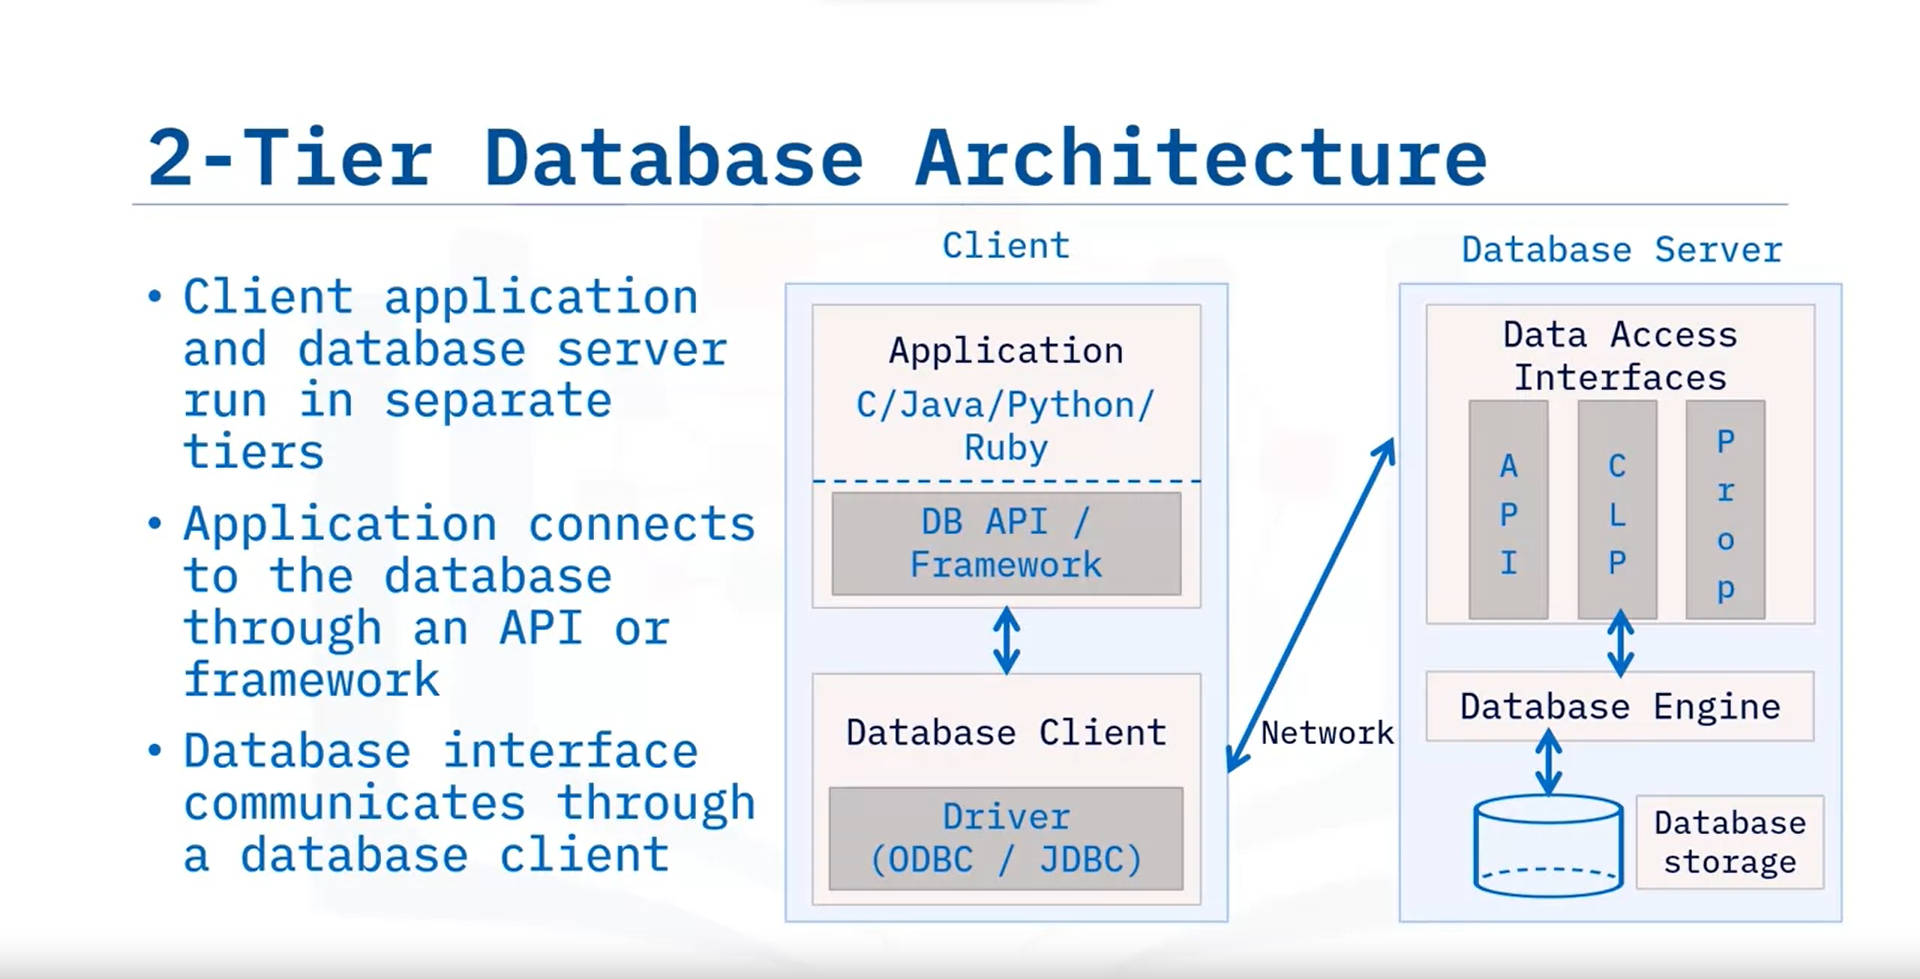 2-Tier Database Architecture
• Client application
and database server
run in separate
tiers
• Application connects
to the database
through an API or
framework
• Database interface
communicates through
a database client
Client
Application
C/Java/Python/
Ruby
DB API /
Framework
Database Client
Driver
(ODBC / JDBC)
Network
Database Server
Data Access
Interfaces
API
CLP
Prop
Database Engine
Database
storage